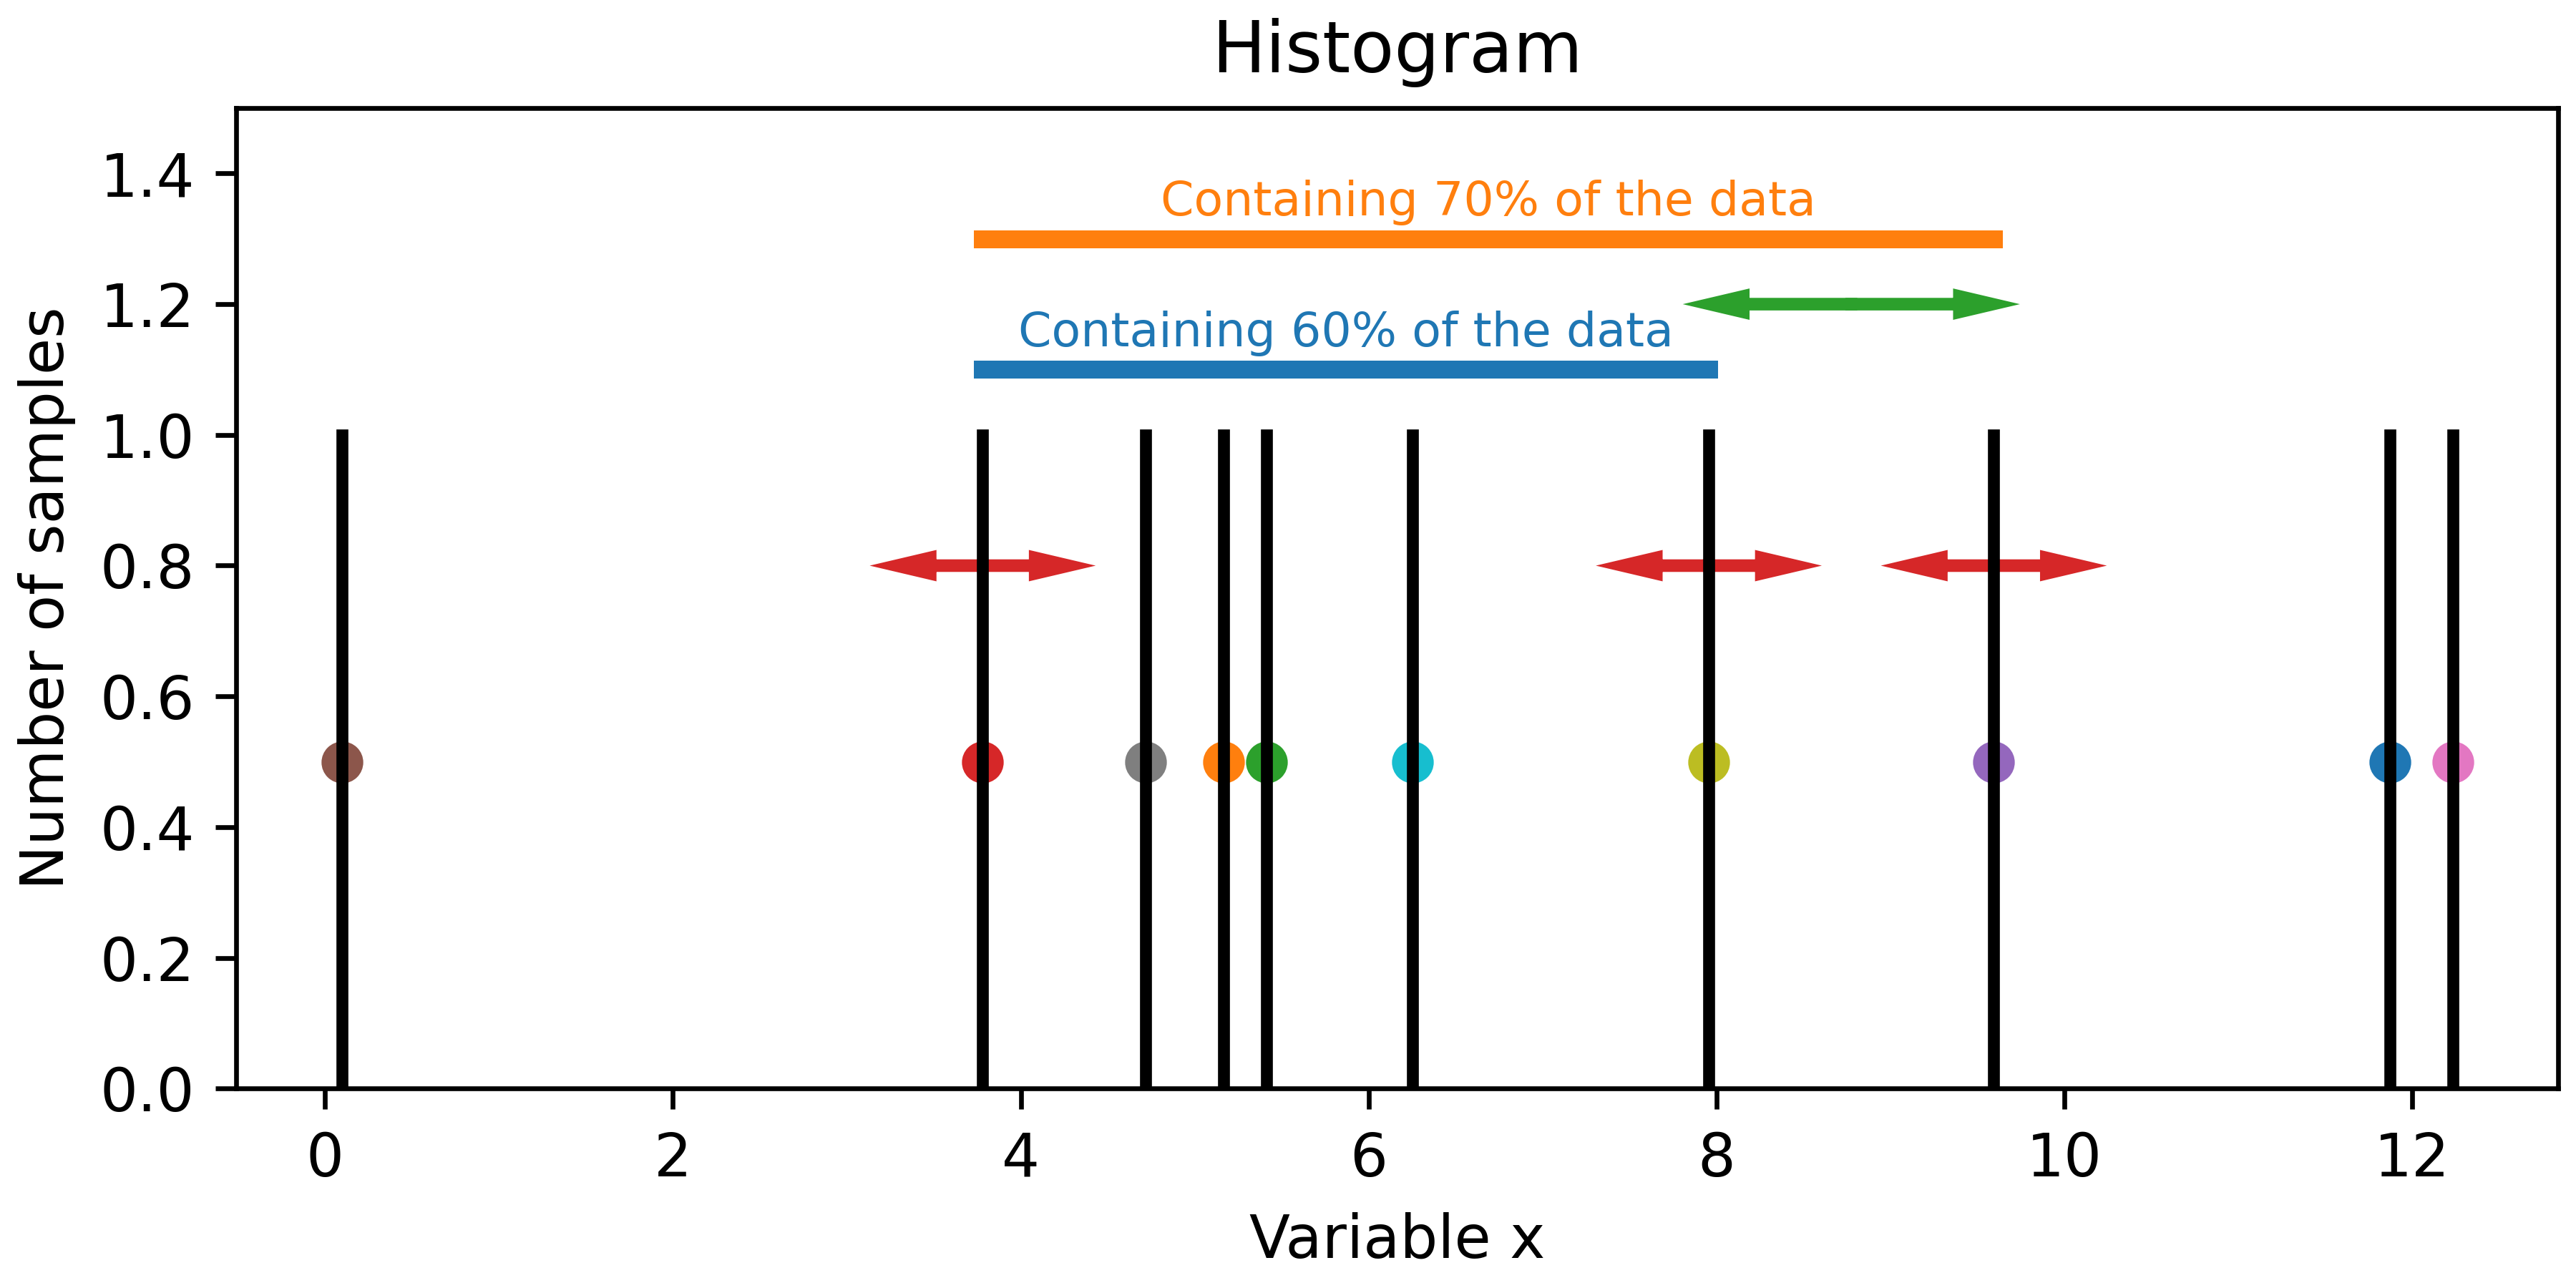 Histogram
Number of samples
1.4
1.2
1.0
0.8
0.6
0.4
0.2
0.0
Containing 70% of the data
Containing 60% of the data
0 2 4 6 8 10 12
Variable x